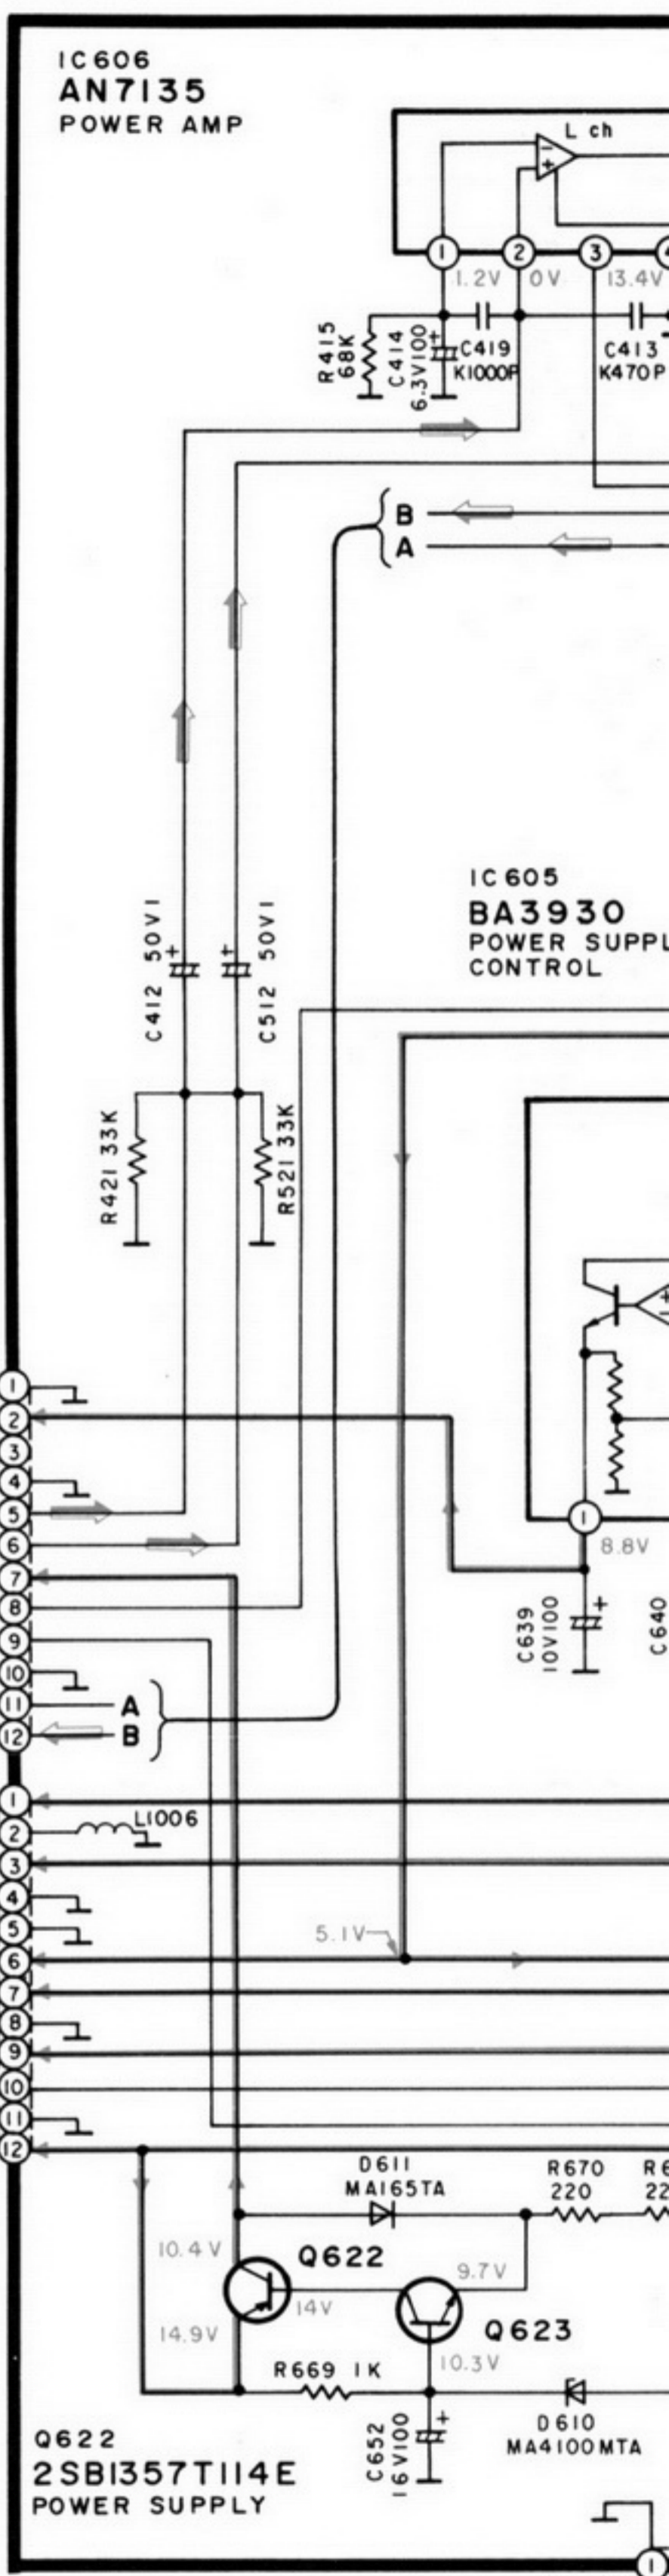 IC606
AN7135
POWER AMP
L ch
-
+
1
2
3
1.2V
0V
13.4V
R415
68K
C414
6.3V100
+
C419
K1000P
C413
K470P
B
A
IC605
BA3930
POWER SUPPL
CONTROL
C412 50V1
+
C512 50V1
+
R421 33K
R521 33K
+
-
1
8.8V
C639
10V100
+
C640
1
2
3
4
5
6
7
8
9
10
11
12
A
B
1
2
3
4
5
6
7
8
9
10
11
12
L1006
5.1V
D611
MA165TA
R670
220
R6
22
10.4V
Q622
9.7V
14V
Q623
14.9V
10.3V
R669 1K
C652
16V100
+
D610
MA4100MTA
Q622
2SB1357T114E
POWER SUPPLY
1